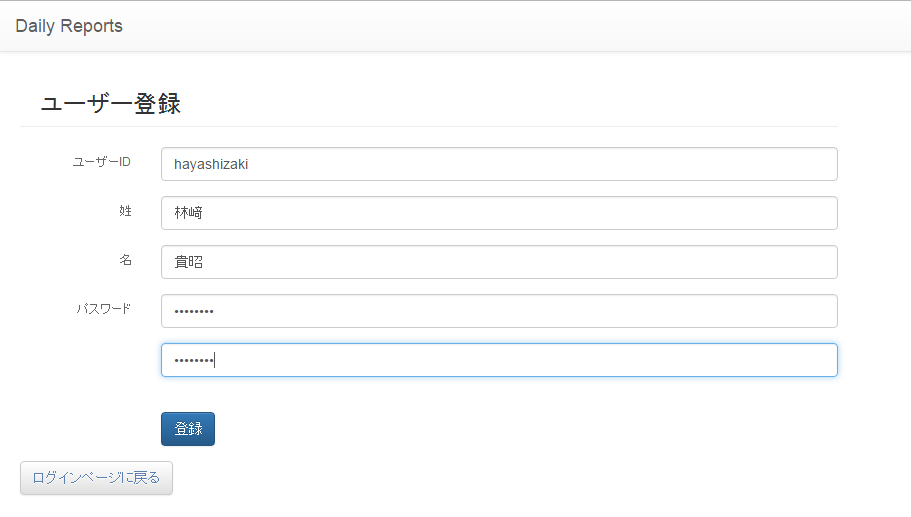 Daily Reports
ユーザー登録
ユーザーID
hayashizaki
姓
林﨑
名
貴昭
パスワード
••••••••
••••••••
登録
ログインページに戻る